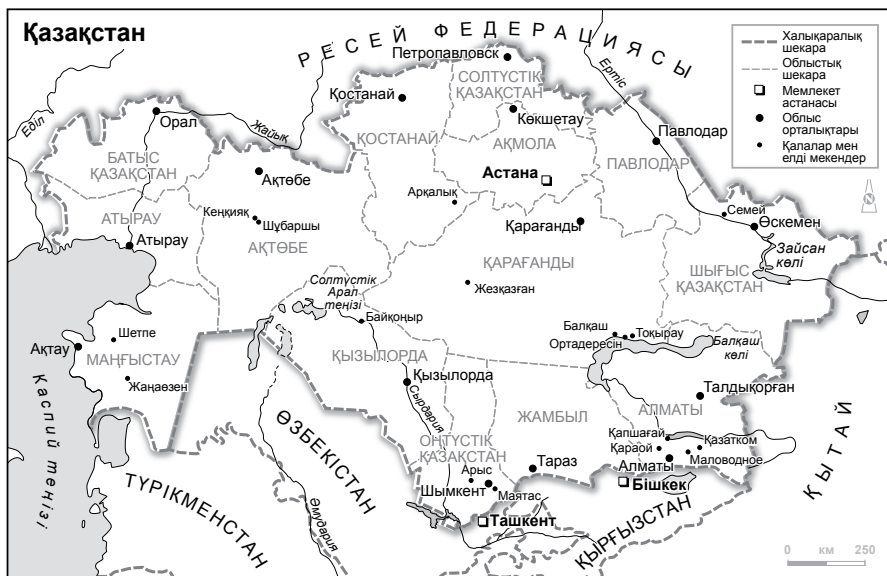 Қазақстан
РЕСЕЙ ФЕДЕРАЦИЯСЫ
Халықаралық
шекара
Облыстық
шекара
Мемлекет
астанасы
Облыс
орталықтары
Қалалар мен
елді мекендер
N
Петропавловск
СОЛТҮСТІК
ҚАЗАҚСТАН
Ертіс
Қостанай
Көкшетау
Еділ
Орал
Жайық
ҚОСТАНАЙ
АҚМОЛА
Павлодар
ПАВЛОДАР
БАТЫС
ҚАЗАҚСТАН
Ақтөбе
Астана
Арқалық
Семей
Өскемен
АТЫРАУ
Кеңқияқ
Шұбаршы
Қарағанды
Атырау
АҚТӨБЕ
Зайсан
көлі
ҚАРАҒАНДЫ
ШЫҒЫС
ҚАЗАҚСТАН
Солтүстік
Арал
теңізі
Жезқазған
Байқоңыр
Балқаш
Тоқырау
Ортадересін
Балқаш
көлі
Шетпе
Ақтау
МАҢҒЫСТАУ
ҚЫЗЫЛОРДА
Жаңаөзен
Қызылорда
Талдықорған
Сырдария
Каспий теңізі
ЖАМБЫЛ
АЛМАТЫ
ҚЫТАЙ
ӨЗБЕКІСТАН
ОҢТҮСТІК
ҚАЗАҚСТАН
Қапшағай
Қазатком
Қараой
Маловодное
Алматы
ТҮРІКМЕНСТАН
Арыс
Тараз
Шымкент
Маятас
Бішкек
Әмудария
Ташкент
ҚЫРҒЫЗСТАН
0 км 250